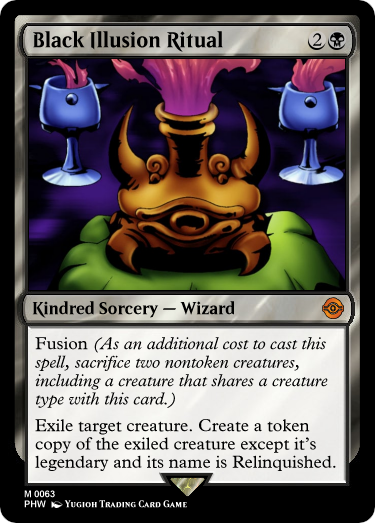 Black Illusion Ritual 2
Kindred Sorcery — Wizard
Fusion (As an additional cost to cast this
spell, sacrifice two nontoken creatures,
including a creature that shares a creature
type with this card.)
Exile target creature. Create a token
copy of the exiled creature except it's
legendary and its name is Relinquished.
M 0063
PHW Yugioh Trading Card Game